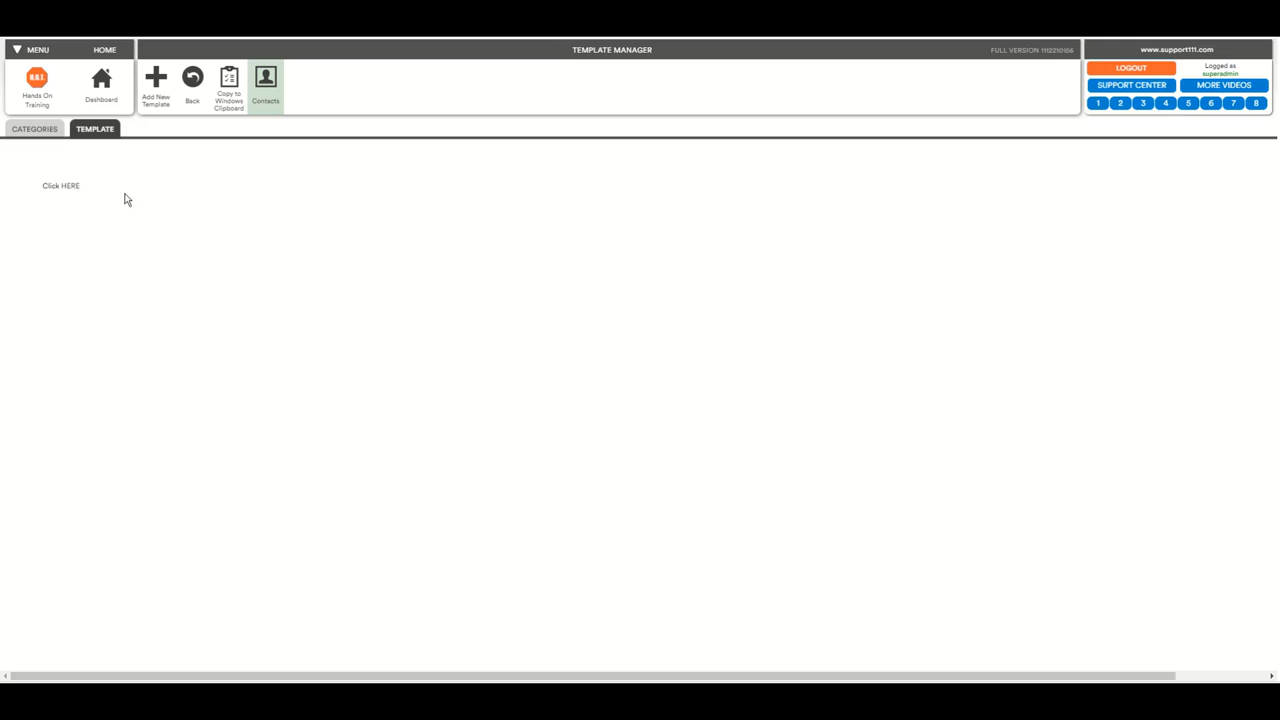 MENU
HOME
TEMPLATE MANAGER
FULL VERSION 1112210156
www.support111.com
H.O.T.
Hands On
Training
Dashboard
Add New
Template
Back
Copy to
Windows
Clipboard
Contacts
LOGOUT
Logged as
superadmin
SUPPORT CENTER
MORE VIDEOS
1 2 3 4 5 6 7 8
CATEGORIES
TEMPLATE
Click HERE